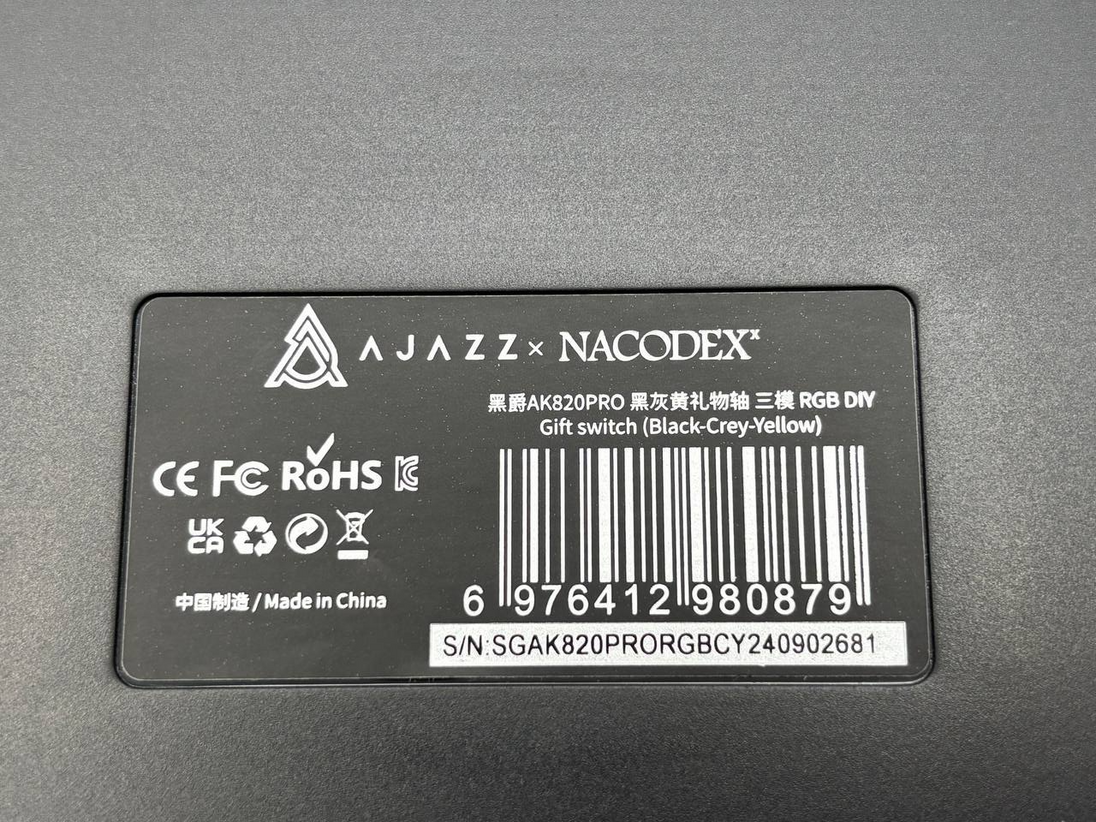 AJAZZ x NACODEX×
黑爵AK820PRO 黑灰黄礼物轴 三模 RGB DIY
Gift switch (Black-Crey-Yellow)
CE FC RoHS KC
UK
CA
中国制造 / Made in China
6 976412 980879
S/N:SGAK820PRORGBCY240902681